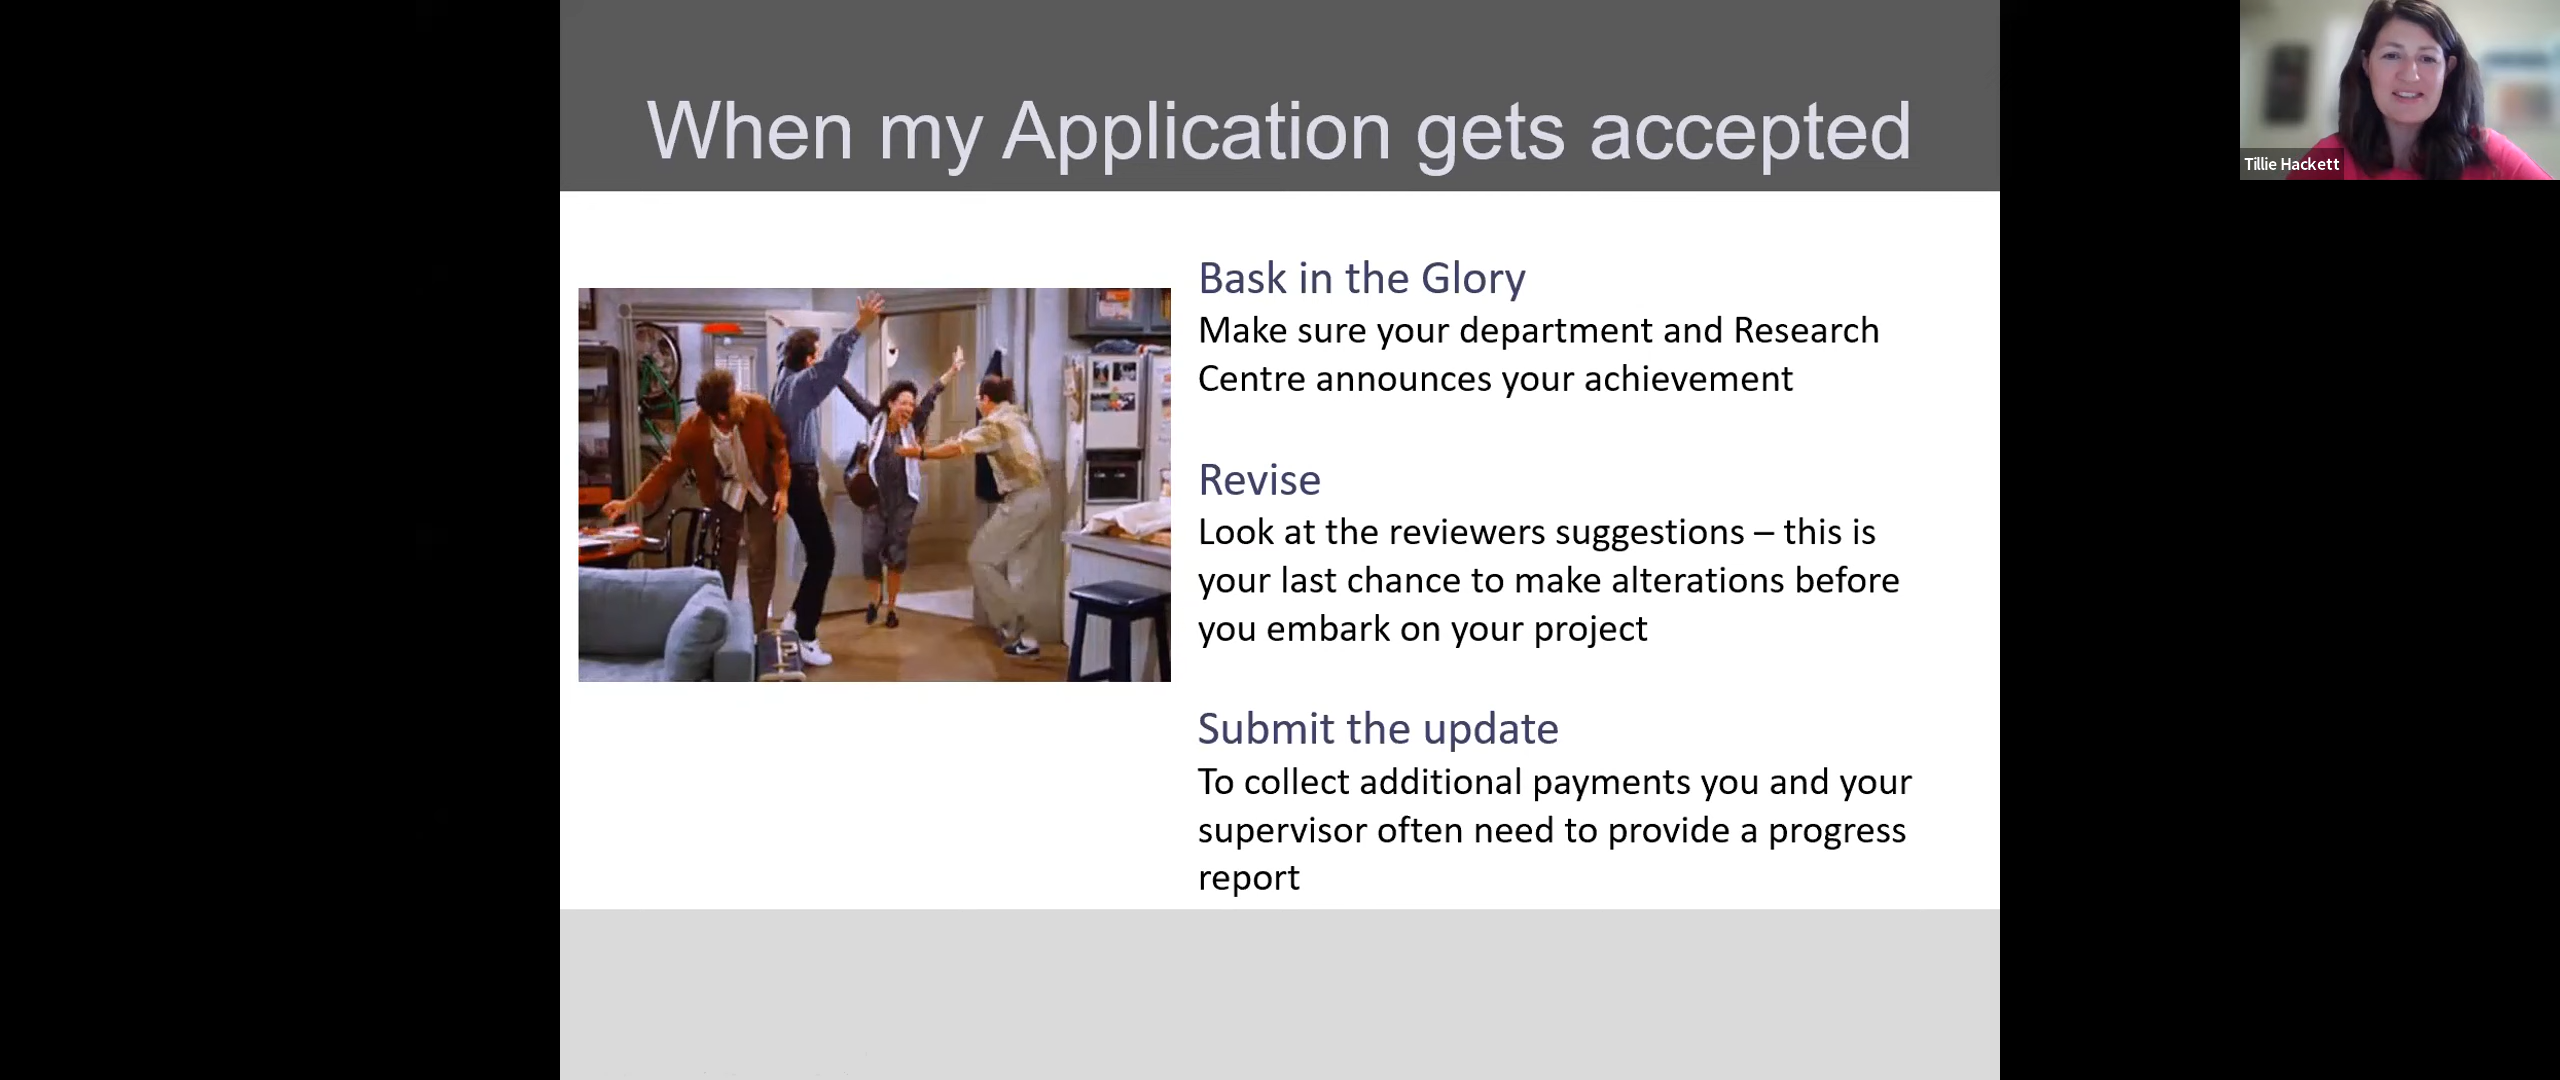 When my Application gets accepted
Tillie Hackett
Bask in the Glory
Make sure your department and Research
Centre announces your achievement
Revise
Look at the reviewers suggestions – this is
your last chance to make alterations before
you embark on your project
Submit the update
To collect additional payments you and your
supervisor often need to provide a progress
report